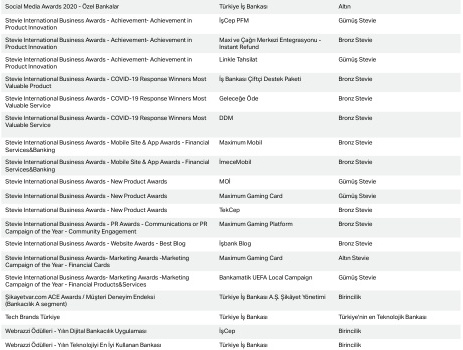 Social Media Awards 2020 - Özel Bankalar Türkiye İş Bankası Altın
Stevie International Business Awards - Achievement- Achievement in İşCep PFM Gümüş Stevie
Product Innovation
Stevie International Business Awards - Achievement- Achievement in Maxi ve Çağrı Merkezi Entegrasyonu - Bronz Stevie
Product Innovation Instant Refund
Stevie International Business Awards - Achievement- Achievement in Linkle Tahsilat Gümüş Stevie
Product Innovation
Stevie International Business Awards - COVID-19 Response Winners Most İş Bankası Çiftçi Destek Paketi Bronz Stevie
Valuable Product
Stevie International Business Awards - COVID-19 Response Winners Most Geleceğe Öde Bronz Stevie
Valuable Service
Stevie International Business Awards - COVID-19 Response Winners Most DDM Bronz Stevie
Valuable Service
Stevie International Business Awards - Mobile Site & App Awards - Financial Maximum Mobil Bronz Stevie
Services&Banking
Stevie International Business Awards - Mobile Site & App Awards - Financial İmeceMobil Bronz Stevie
Services&Banking
Stevie International Business Awards - New Product Awards MOİ Gümüş Stevie
Stevie International Business Awards - New Product Awards Maximum Gaming Card Gümüş Stevie
Stevie International Business Awards - New Product Awards TekCep Bronz Stevie
Stevie International Business Awards - PR Awards - Communications or PR Maximum Gaming Platform Bronz Stevie
Campaign of the Year - Community Engagement
Stevie International Business Awards - Website Awards - Best Blog İşbank Blog Bronz Stevie
Stevie International Business Awards- Marketing Awards -Marketing Maximum Gaming Card Altın Stevie
Campaign of the Year - Financial Cards
Stevie International Business Awards- Marketing Awards -Marketing Bankamatik UEFA Local Campaign Gümüş Stevie
Campaign of the Year - Financial Products&Services
Şikayetvar.com ACE Awards / Müşteri Deneyim Endeksi Türkiye İş Bankası A.Ş. Şikayet Yönetimi Birincilik
(Bankacılık A segment)
Tech Brands Türkiye Türkiye İş Bankası Türkiye'nin en Teknolojik Bankası
Webrazzi Ödülleri - Yılın Dijital Bankacılık Uygulaması İşCep Birincilik
Webrazzi Ödülleri - Yılın Teknolojiyi En İyi Kullanan Bankası Türkiye İş Bankası Birincilik